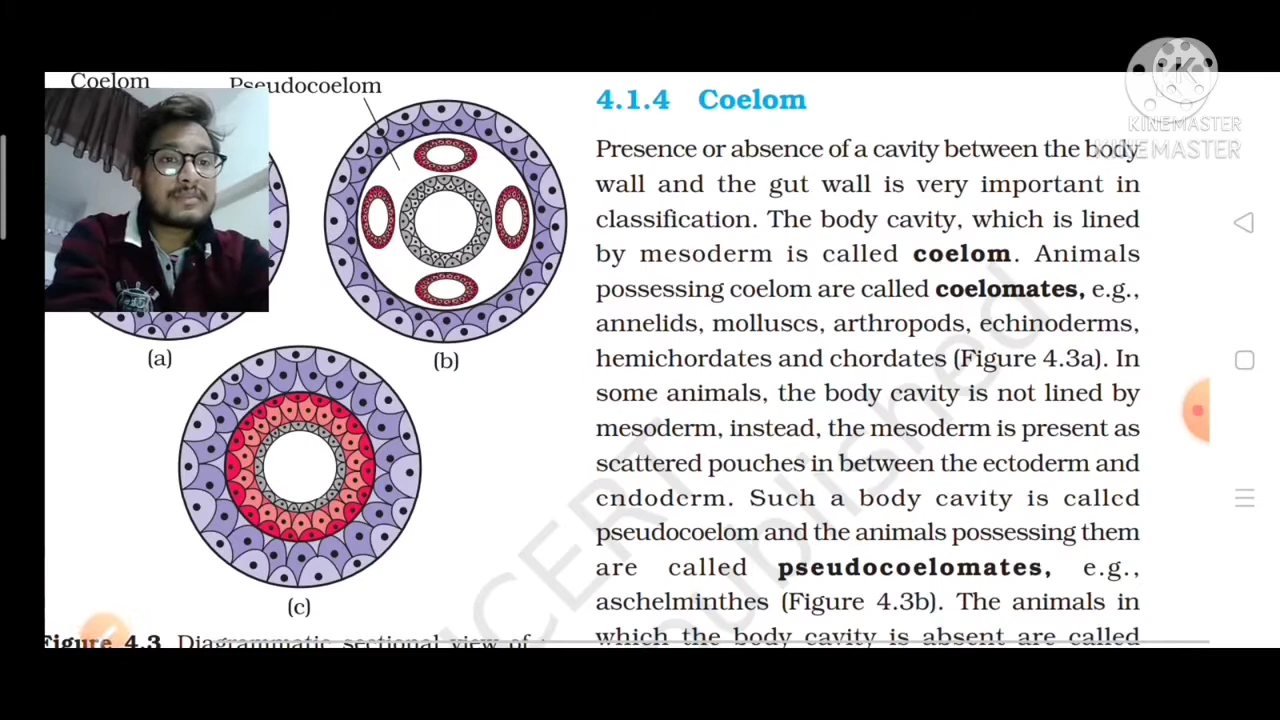 Coelom
Pseudocoelom
(a)
(b)
(c)
Figure 4.3 Diagrammatic sectional view of :
4.1.4 Coelom
Presence or absence of a cavity between the body
wall and the gut wall is very important in
classification. The body cavity, which is lined
by mesoderm is called coelom. Animals
possessing coelom are called coelomates, e.g.,
annelids, molluscs, arthropods, echinoderms,
hemichordates and chordates (Figure 4.3a). In
some animals, the body cavity is not lined by
mesoderm, instead, the mesoderm is present as
scattered pouches in between the ectoderm and
endoderm. Such a body cavity is called
pseudocoelom and the animals possessing them
are called pseudocoelomates, e.g.,
aschelminthes (Figure 4.3b). The animals in
which the body cavity is absent are called
K
KINEMASTER
KINEMASTER